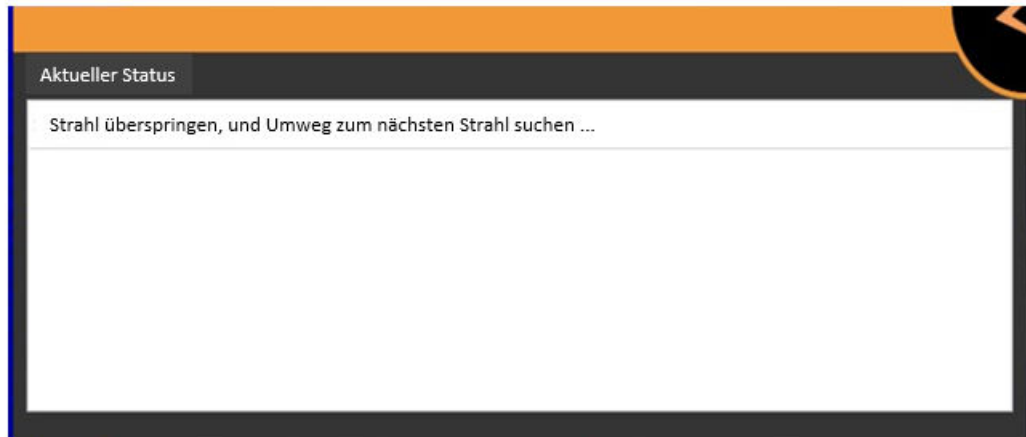 Aktueller Status
Strahl überspringen, und Umweg zum nächsten Strahl suchen ...